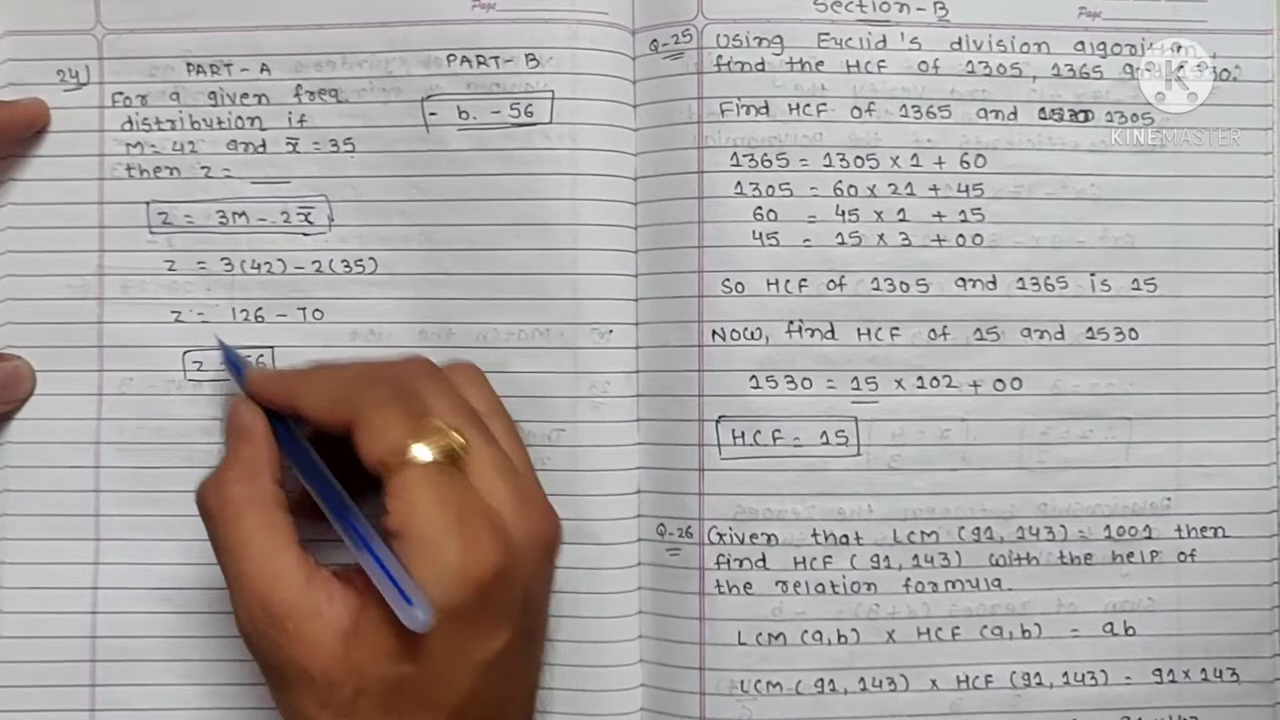 Page
24)
PART-A PART-B
For a given freq.
distribution if
M=42 and x̄=35
then z= __
- b. - 56
z = 3M - 2x̄
z = 3(42) - 2(35)
z = 126 - 70
z 56
Section-B
Page
Q-25 Using Euclid's division algorithm,
find the HCF of 1305, 1365 and 1530.
Find HCF of 1365 and 1305
1365 = 1305 x 1 + 60
1305 = 60 x 21 + 45
60 = 45 x 1 + 15
45 = 15 x 3 + 00
So HCF of 1305 and 1365 is 15
Now, find HCF of 15 and 1530
1530 = 15 x 102 + 00
HCF = 15
Q-26 Given that LCM (91, 143) = 1001 then
find HCF (91, 143) with the help of
the relation formula.
LCM (a,b) x HCF (a,b) = ab
LCM (91, 143) x HCF (91, 143) = 91 x 143
K
KINEMASTER